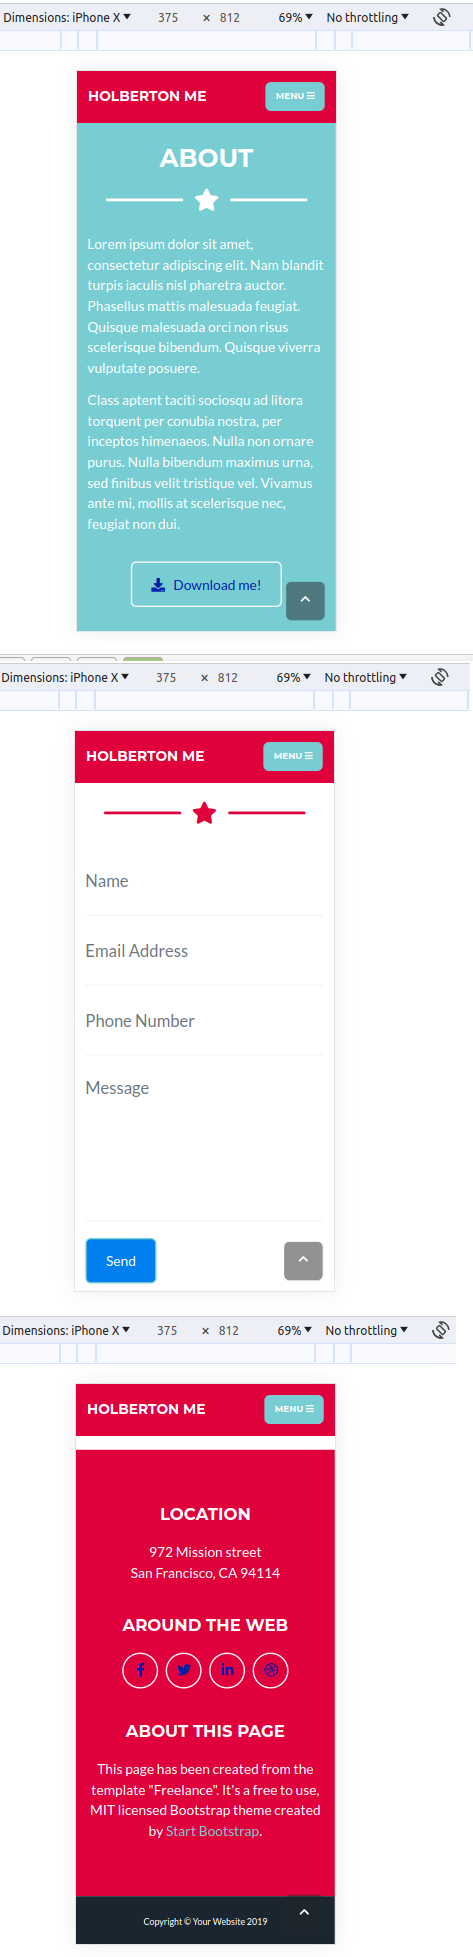 Dimensions: iPhone X 375 × 812 69% No throttling
HOLBERTON ME MENU
ABOUT
Lorem ipsum dolor sit amet,
consectetur adipiscing elit. Nam blandit
turpis iaculis nisl pharetra auctor.
Phasellus mattis malesuada feugiat.
Quisque malesuada orci non risus
scelerisque bibendum. Quisque viverra
vulputate posuere.
Class aptent taciti sociosqu ad litora
torquent per conubia nostra, per
inceptos himenaeos. Nulla non ornare
purus. Nulla bibendum maximus urna,
sed finibus velit tristique vel. Vivamus
ante mi, mollis at scelerisque nec,
feugiat non dui.
Download me!
Dimensions: iPhone X 375 × 812 69% No throttling
HOLBERTON ME MENU
Name
Email Address
Phone Number
Message
Send
Dimensions: iPhone X 375 × 812 69% No throttling
HOLBERTON ME MENU
LOCATION
972 Mission street
San Francisco, CA 94114
AROUND THE WEB
ABOUT THIS PAGE
This page has been created from the
template "Freelance". It's a free to use,
MIT licensed Bootstrap theme created
by Start Bootstrap.
Copyright © Your Website 2019